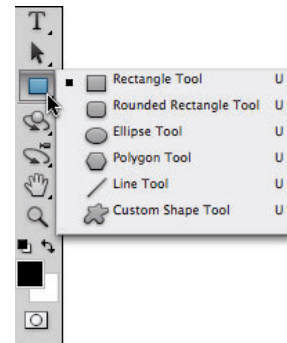 T
Rectangle Tool U
Rounded Rectangle Tool U
Ellipse Tool U
Polygon Tool U
Line Tool U
Custom Shape Tool U